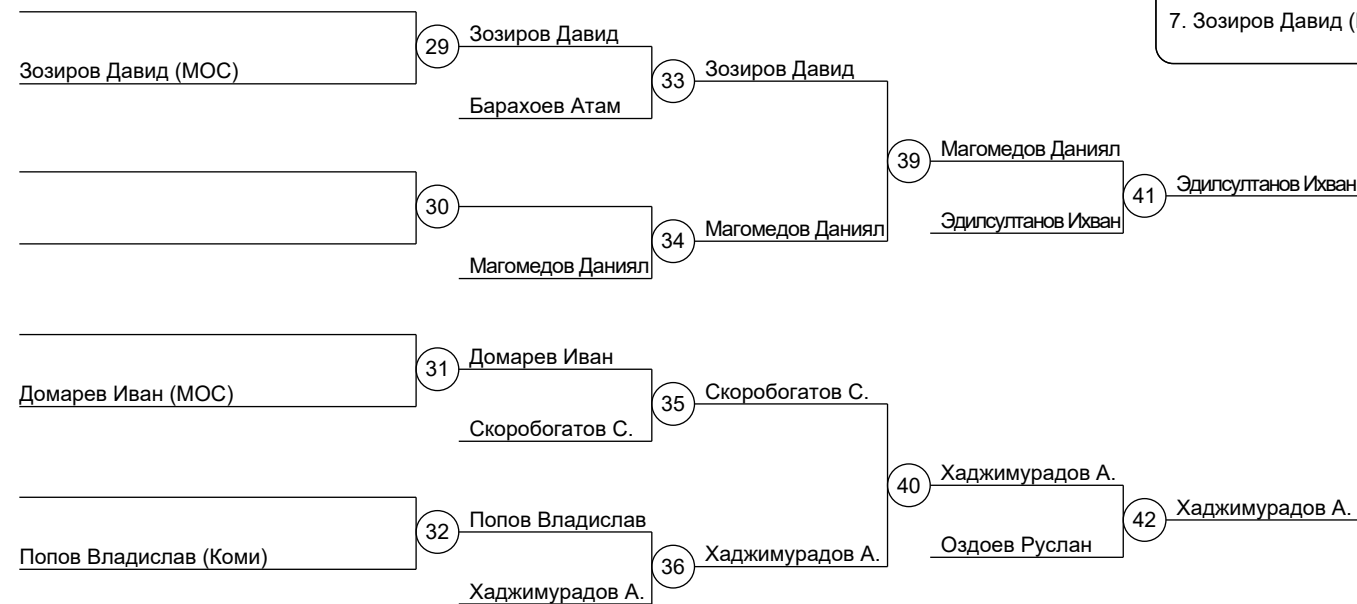 7. Зозиров Давид (
Зозиров Давид (МОС)
29
Зозиров Давид
Барахоев Атам
33
Зозиров Давид
39
Магомедов Даниял
Эдилсултанов Ихван
41
Эдилсултанов Ихван
30
Магомедов Даниял
34
Магомедов Даниял
Домарев Иван (МОС)
31
Домарев Иван
Скоробогатов С.
35
Скоробогатов С.
40
Хаджимурадов А.
Оздоев Руслан
42
Хаджимурадов А.
Попов Владислав (Коми)
32
Попов Владислав
Хаджимурадов А.
36
Хаджимурадов А.